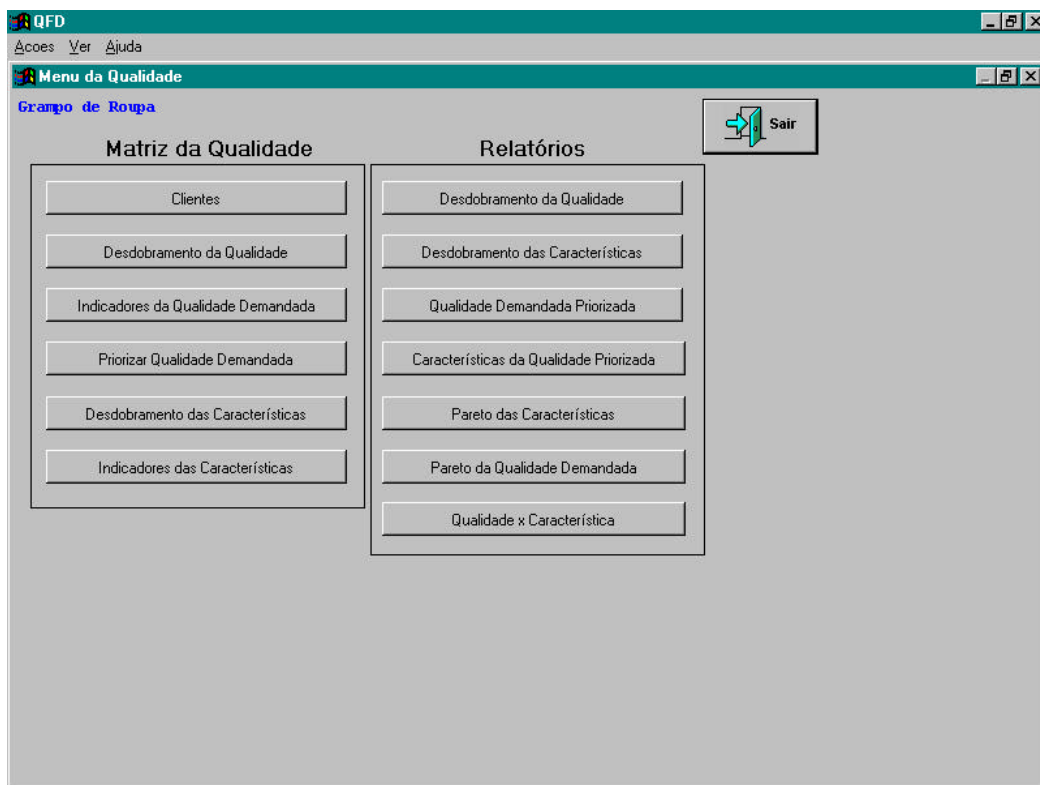 QFD
Acoes Ver Ajuda
Menu da Qualidade
Grampo de Roupa
Sair
Matriz da Qualidade
Clientes
Desdobramento da Qualidade
Indicadores da Qualidade Demandada
Priorizar Qualidade Demandada
Desdobramento das Características
Indicadores das Características
Relatórios
Desdobramento da Qualidade
Desdobramento das Características
Qualidade Demandada Priorizada
Características da Qualidade Priorizada
Pareto das Características
Pareto da Qualidade Demandada
Qualidade x Característica